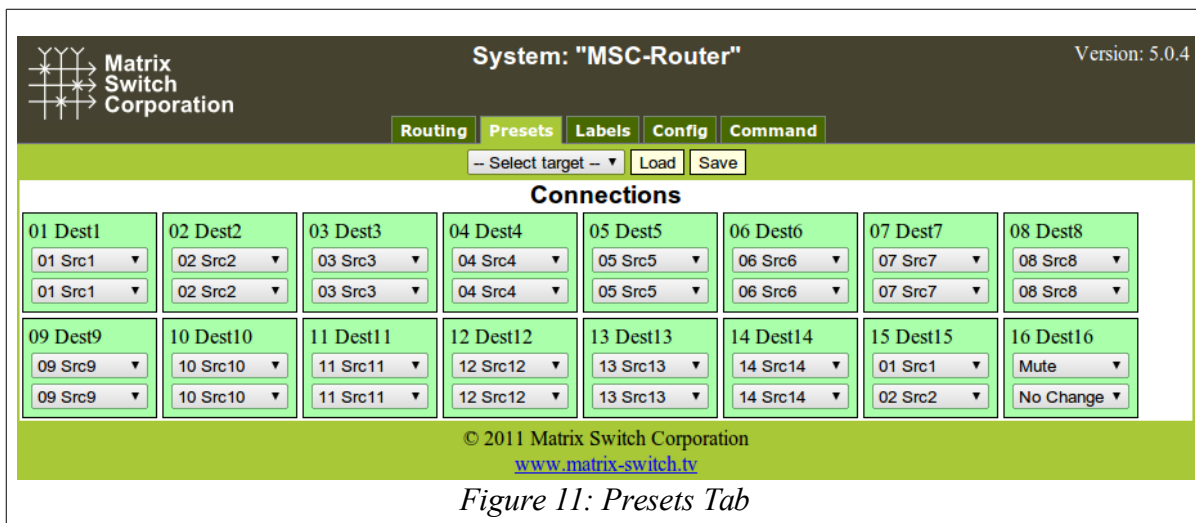 Matrix
Switch
Corporation
System: "MSC-Router"
Version: 5.0.4
Routing Presets Labels Config Command
-- Select target -- Load Save
Connections
01 Dest1 02 Dest2 03 Dest3 04 Dest4 05 Dest5 06 Dest6 07 Dest7 08 Dest8
01 Src1 02 Src2 03 Src3 04 Src4 05 Src5 06 Src6 07 Src7 08 Src8
01 Src1 02 Src2 03 Src3 04 Src4 05 Src5 06 Src6 07 Src7 08 Src8
09 Dest9 10 Dest10 11 Dest11 12 Dest12 13 Dest13 14 Dest14 15 Dest15 16 Dest16
09 Src9 10 Src10 11 Src11 12 Src12 13 Src13 14 Src14 01 Src1 Mute
09 Src9 10 Src10 11 Src11 12 Src12 13 Src13 14 Src14 02 Src2 No Change
© 2011 Matrix Switch Corporation
www.matrix-switch.tv
Figure 11: Presets Tab